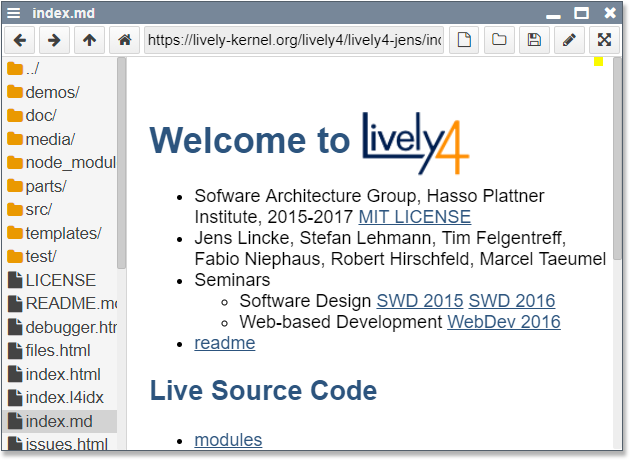 index.md
https://lively-kernel.org/lively4/lively4-jens/ind
../
demos/
doc/
media/
node_modul
parts/
src/
templates/
test/
LICENSE
README.md
debugger.htm
files.html
index.html
index.l4idx
index.md
issues.html
Welcome to Lively4
Sofware Architecture Group, Hasso Plattner
Institute, 2015-2017 MIT LICENSE
Jens Lincke, Stefan Lehmann, Tim Felgentreff,
Fabio Niephaus, Robert Hirschfeld, Marcel Taeumel
Seminars
Software Design SWD 2015 SWD 2016
Web-based Development WebDev 2016
readme
Live Source Code
modules